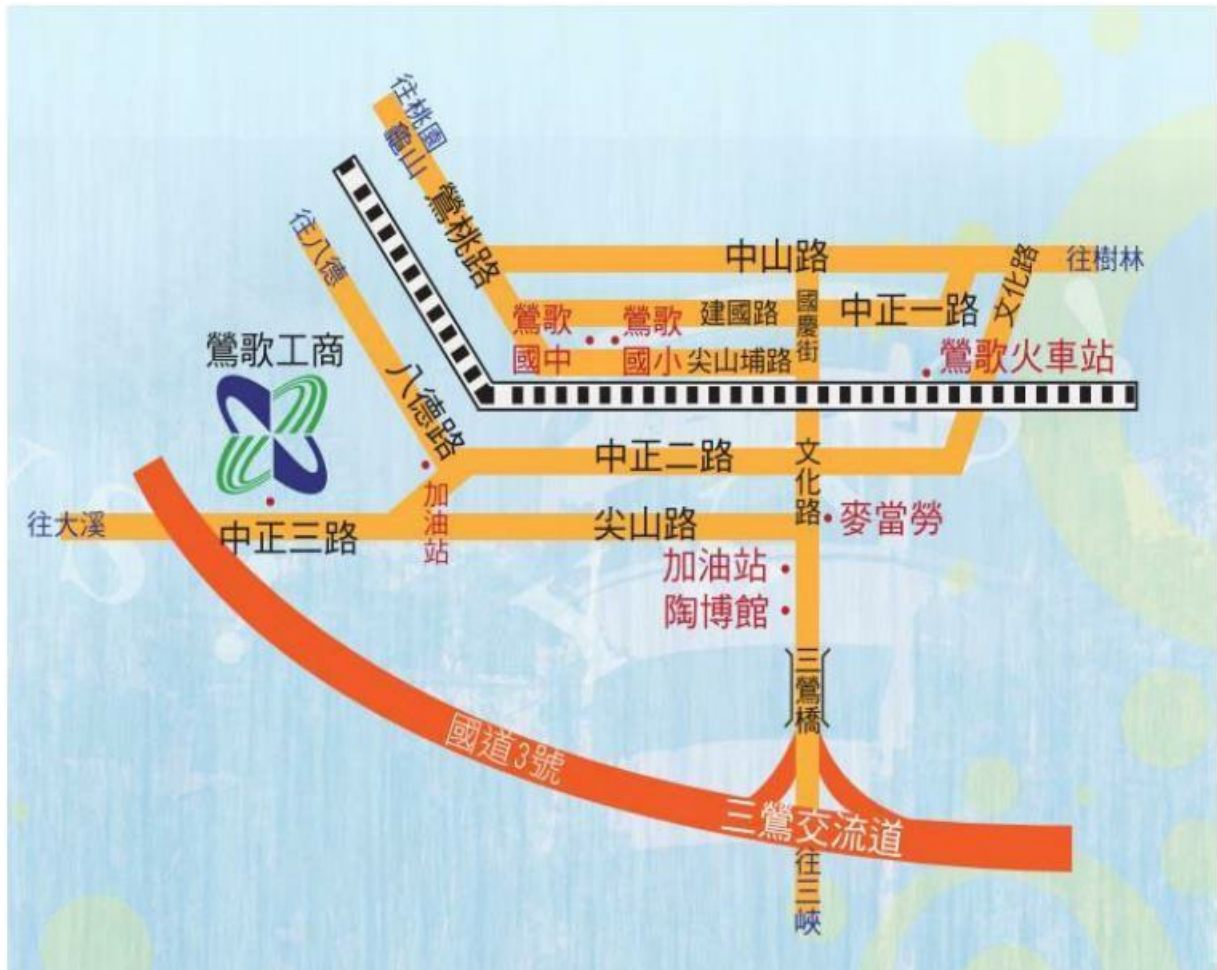 往桃園
龜山
鶯桃路
往八德
中山路
往樹林
文化路
鶯歌
國中
鶯歌
國小
建國路
國慶街
中正一路
尖山埔路
鶯歌火車站
鶯歌工商
八德路
中正二路
文化路
加油站
往大溪
中正三路
尖山路
麥當勞
加油站
陶博館
三鶯橋
國道3號
三鶯交流道
往三峽